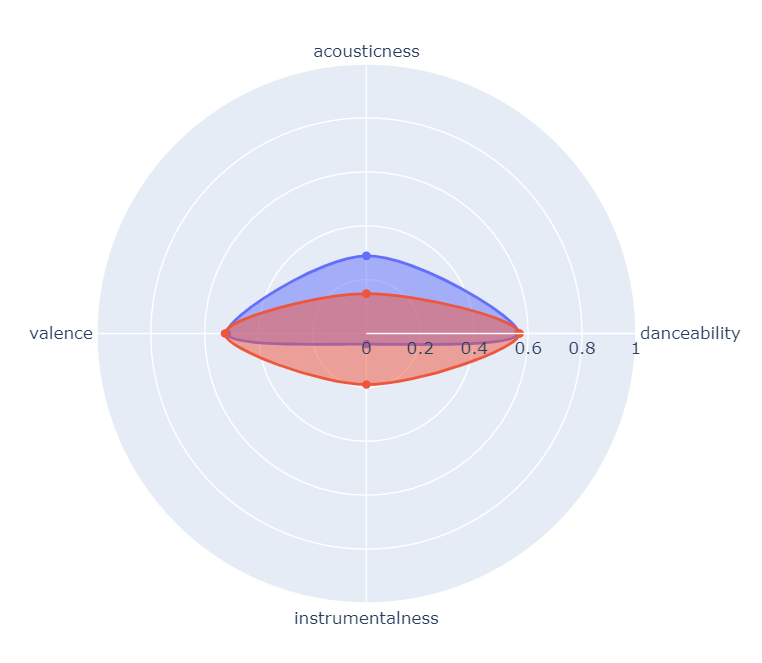 acousticness
valence
danceability
0 0.2 0.4 0.6 0.8 1
instrumentalness